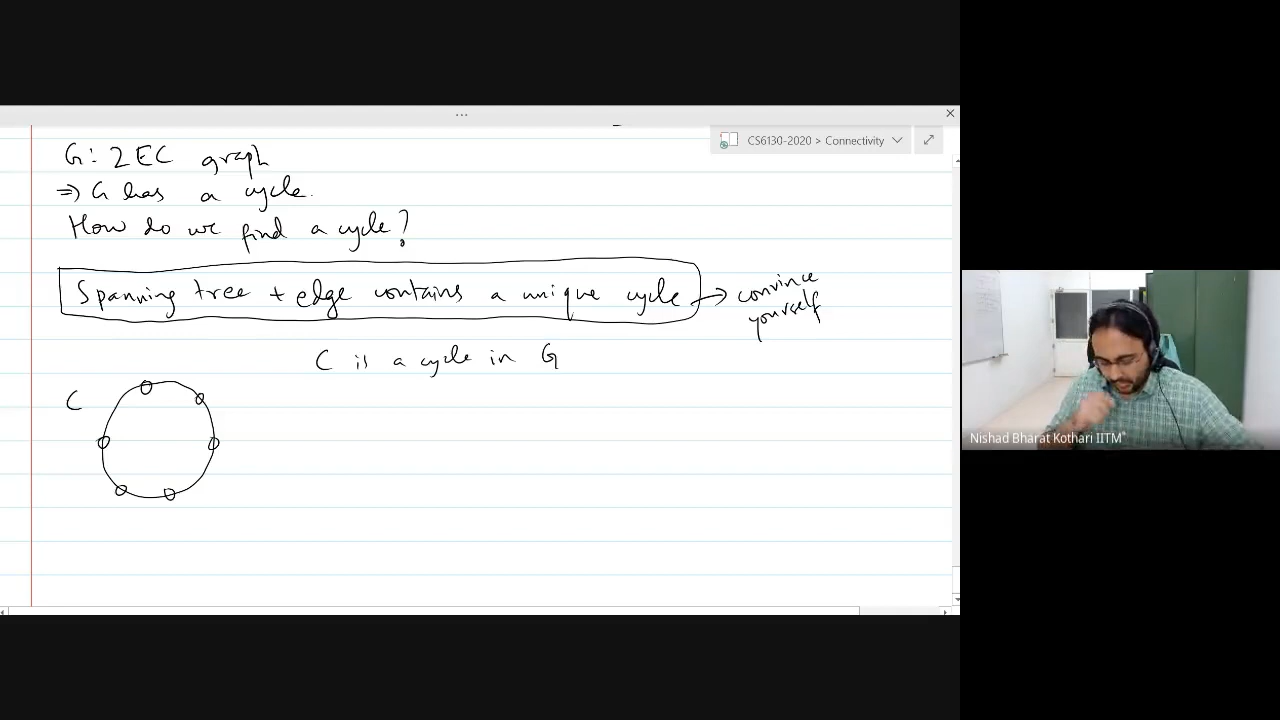 CS6130-2020 > Connectivity
G: 2EC graph
⇒ G has a cycle.
How do we find a cycle?
Spanning tree + edge contains a unique cycle → convince
yourself
C is a cycle in G
C
Nishad Bharat Kothari IITM